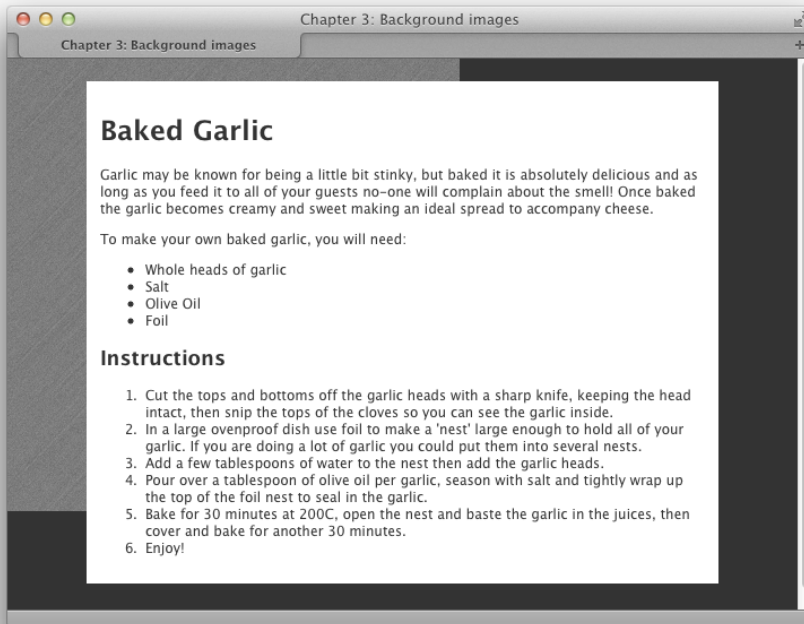 Chapter 3: Background images
Chapter 3: Background images
Baked Garlic
Garlic may be known for being a little bit stinky, but baked it is absolutely delicious and as
long as you feed it to all of your guests no-one will complain about the smell! Once baked
the garlic becomes creamy and sweet making an ideal spread to accompany cheese.
To make your own baked garlic, you will need:
• Whole heads of garlic
• Salt
• Olive Oil
• Foil
Instructions
1. Cut the tops and bottoms off the garlic heads with a sharp knife, keeping the head
intact, then snip the tops of the cloves so you can see the garlic inside.
2. In a large ovenproof dish use foil to make a 'nest' large enough to hold all of your
garlic. If you are doing a lot of garlic you could put them into several nests.
3. Add a few tablespoons of water to the nest then add the garlic heads.
4. Pour over a tablespoon of olive oil per garlic, season with salt and tightly wrap up
the top of the foil nest to seal in the garlic.
5. Bake for 30 minutes at 200C, open the nest and baste the garlic in the juices, then
cover and bake for another 30 minutes.
6. Enjoy!